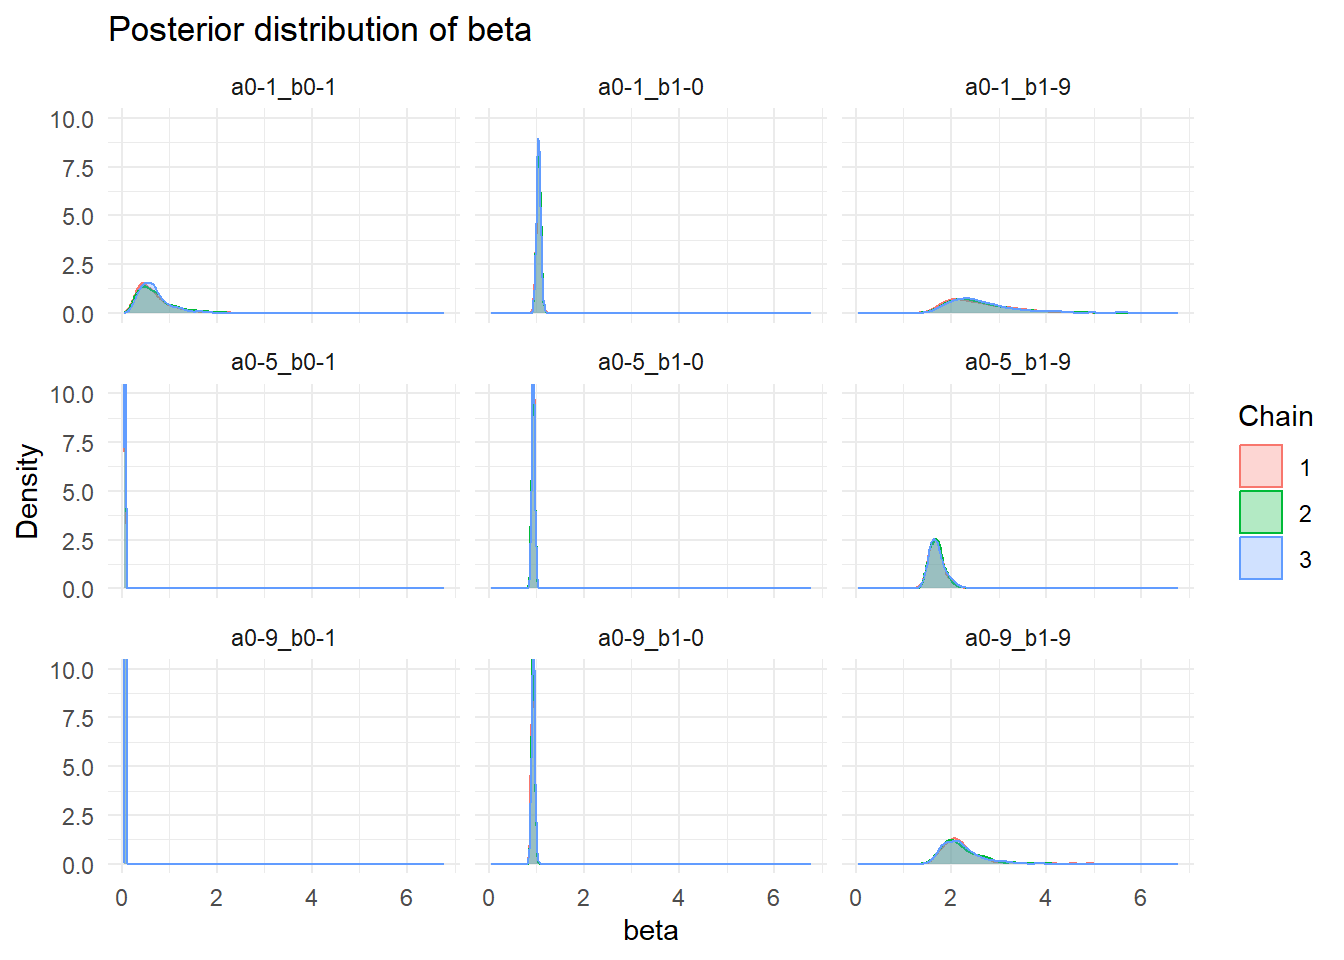 Posterior distribution of beta
a0-1_b0-1 a0-1_b1-0 a0-1_b1-9
10.0
7.5
5.0
2.5
0.0
a0-5_b0-1 a0-5_b1-0 a0-5_b1-9
10.0
7.5
5.0
2.5
0.0
a0-9_b0-1 a0-9_b1-0 a0-9_b1-9
10.0
7.5
5.0
2.5
0.0
0 2 4 6 0 2 4 6 0 2 4 6
beta
Density
Chain
1
2
3